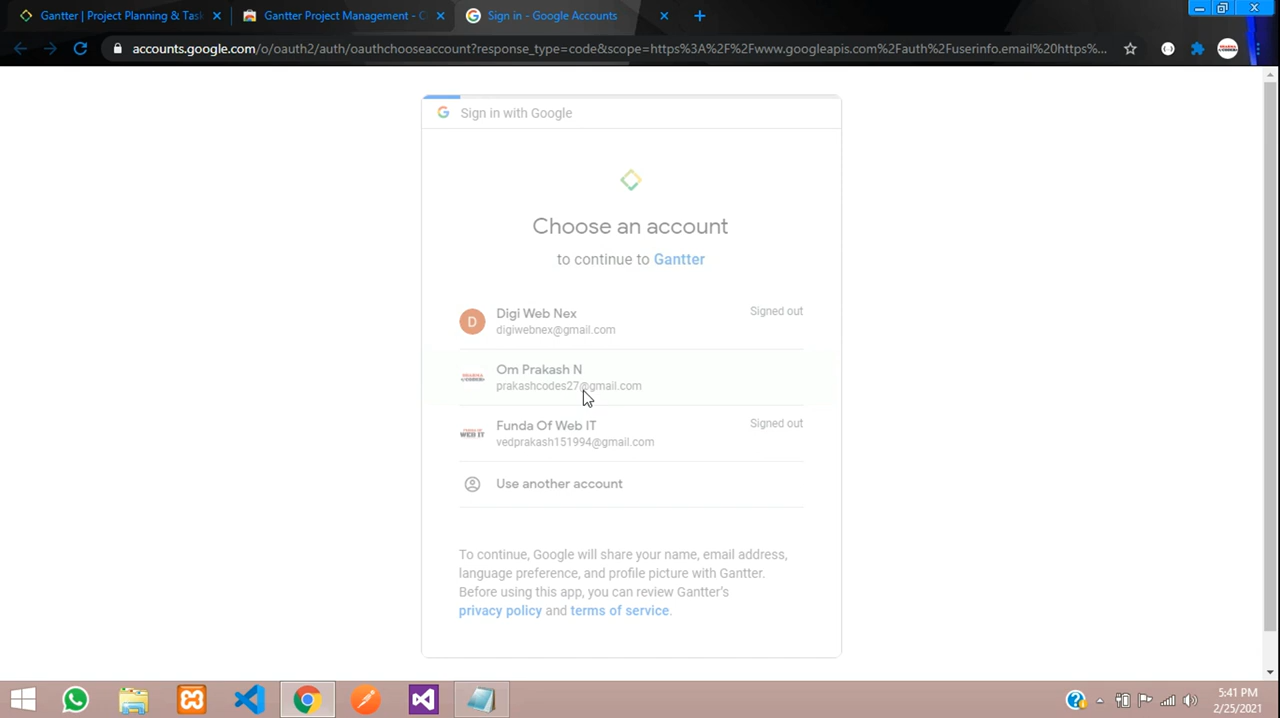 Gantter | Project Planning & Task
Gantter Project Management - C
Sign in - Google Accounts
accounts.google.com/o/oauth2/auth/oauthchooseaccount?response_type=code&scope=https%3A%2F%2Fwww.googleapis.com%2Fauth%2Fuserinfo.email%20https%...
Sign in with Google
Choose an account
to continue to Gantter
D
Digi Web Nex
Signed out
digiwebnex@gmail.com
Om Prakash N
prakashcodes27@gmail.com
Funda Of Web IT
Signed out
vedprakash151994@gmail.com
Use another account
To continue, Google will share your name, email address,
language preference, and profile picture with Gantter.
Before using this app, you can review Gantter's
privacy policy and terms of service.
5:41 PM
2/25/2021